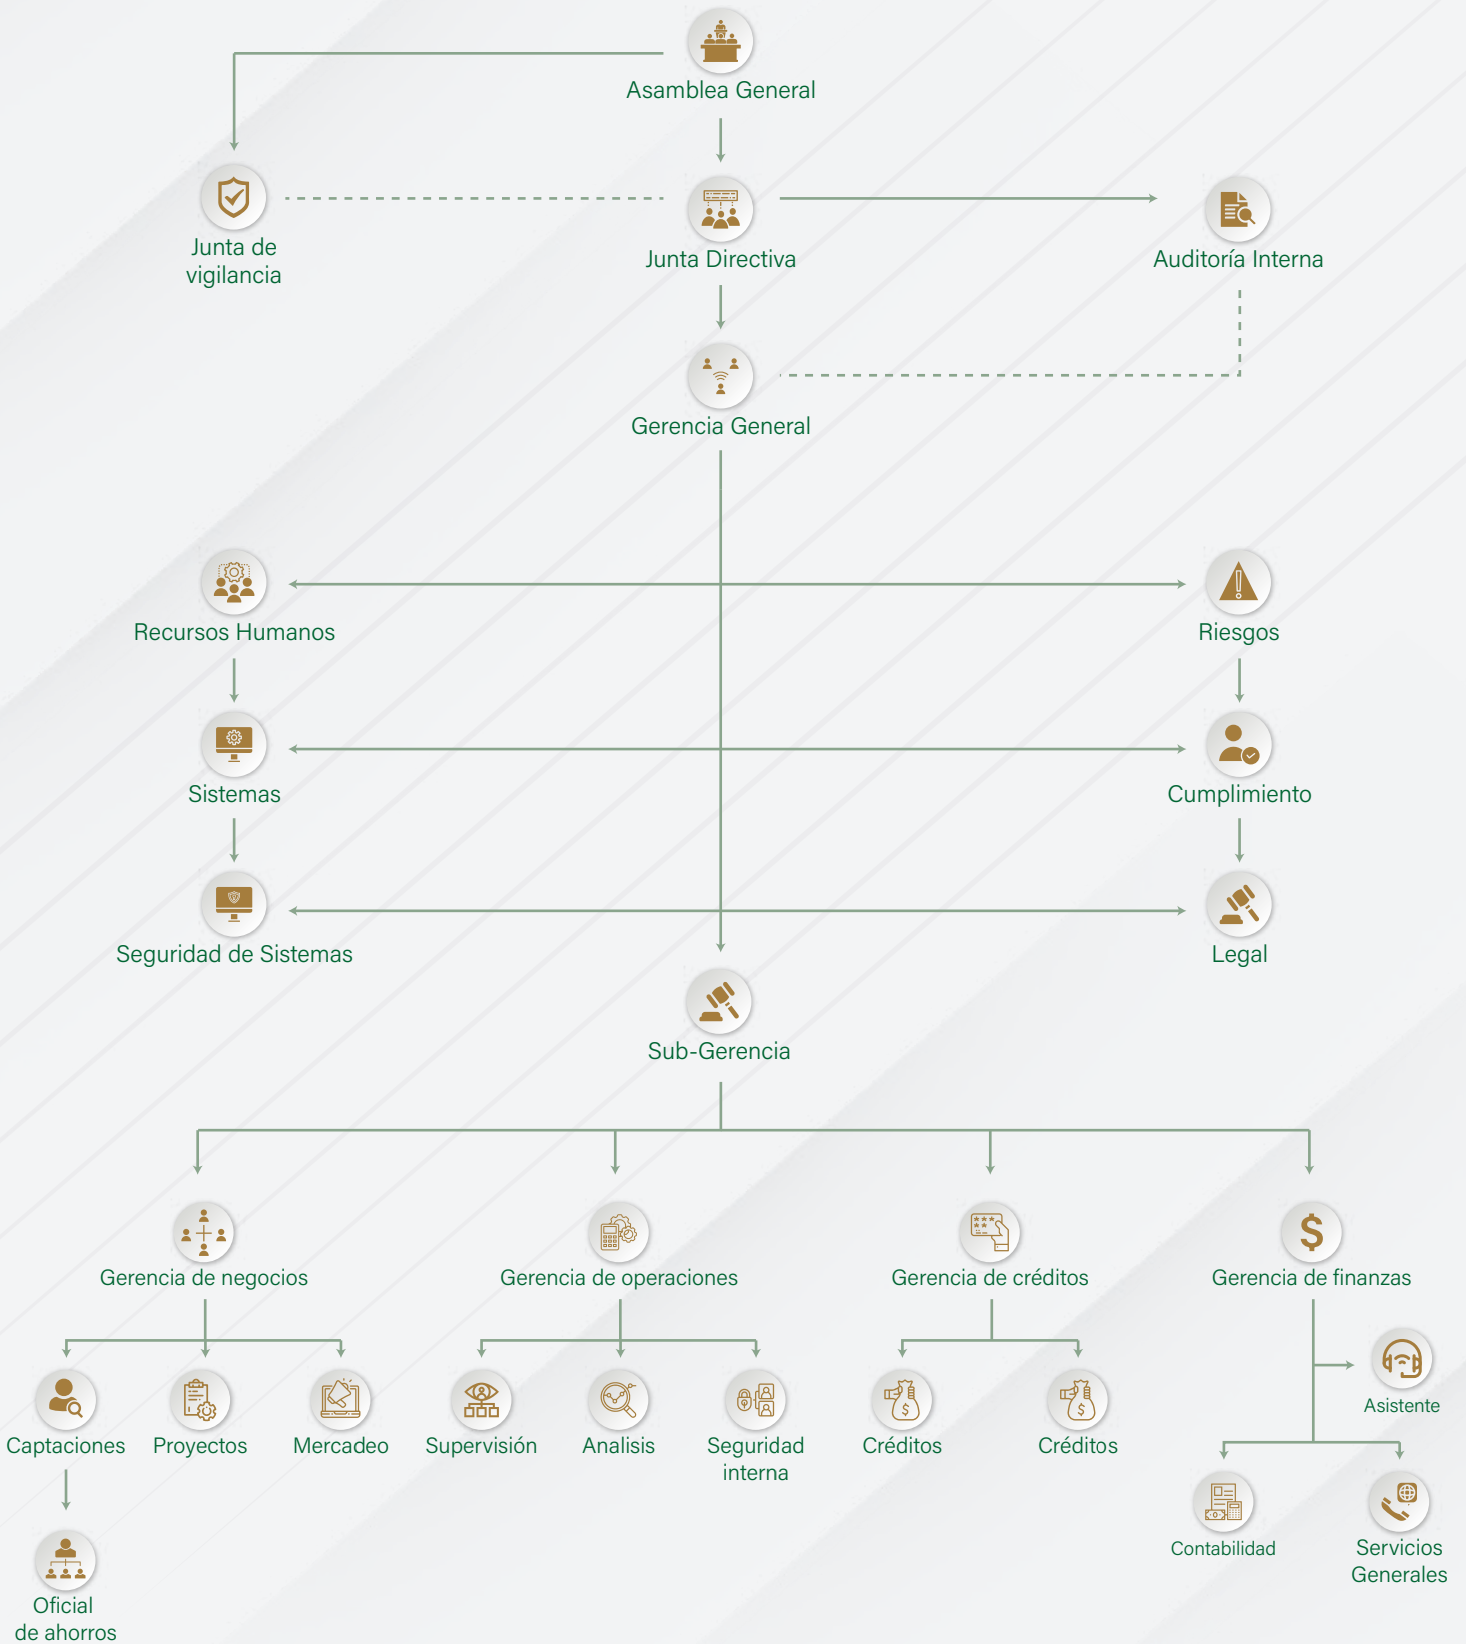 Asamblea General
Junta de
vigilancia
Junta Directiva
Auditoría Interna
Gerencia General
Recursos Humanos
Riesgos
Sistemas
Cumplimiento
Seguridad de Sistemas
Legal
Sub-Gerencia
Gerencia de negocios
Gerencia de operaciones
Gerencia de créditos
Gerencia de finanzas
Asistente
Captaciones
Proyectos
Mercadeo
Supervisión
Analisis
Seguridad
interna
Créditos
Créditos
Contabilidad
Servicios
Generales
Oficial
de ahorros